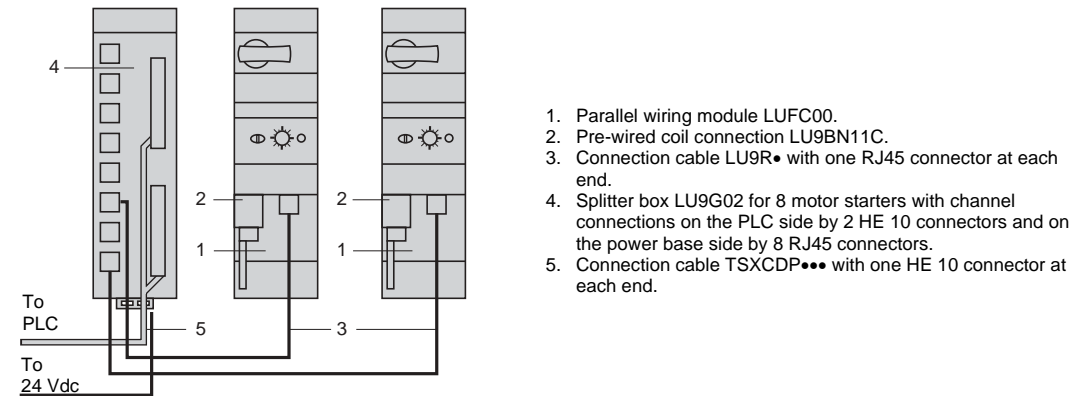 4
2
1
2
1
To
PLC
5
3
To
24 Vdc
1. Parallel wiring module LUFC00.
2. Pre-wired coil connection LU9BN11C.
3. Connection cable LU9R• with one RJ45 connector at each
end.
4. Splitter box LU9G02 for 8 motor starters with channel
connections on the PLC side by 2 HE 10 connectors and on
the power base side by 8 RJ45 connectors.
5. Connection cable TSXCDP••• with one HE 10 connector at
each end.